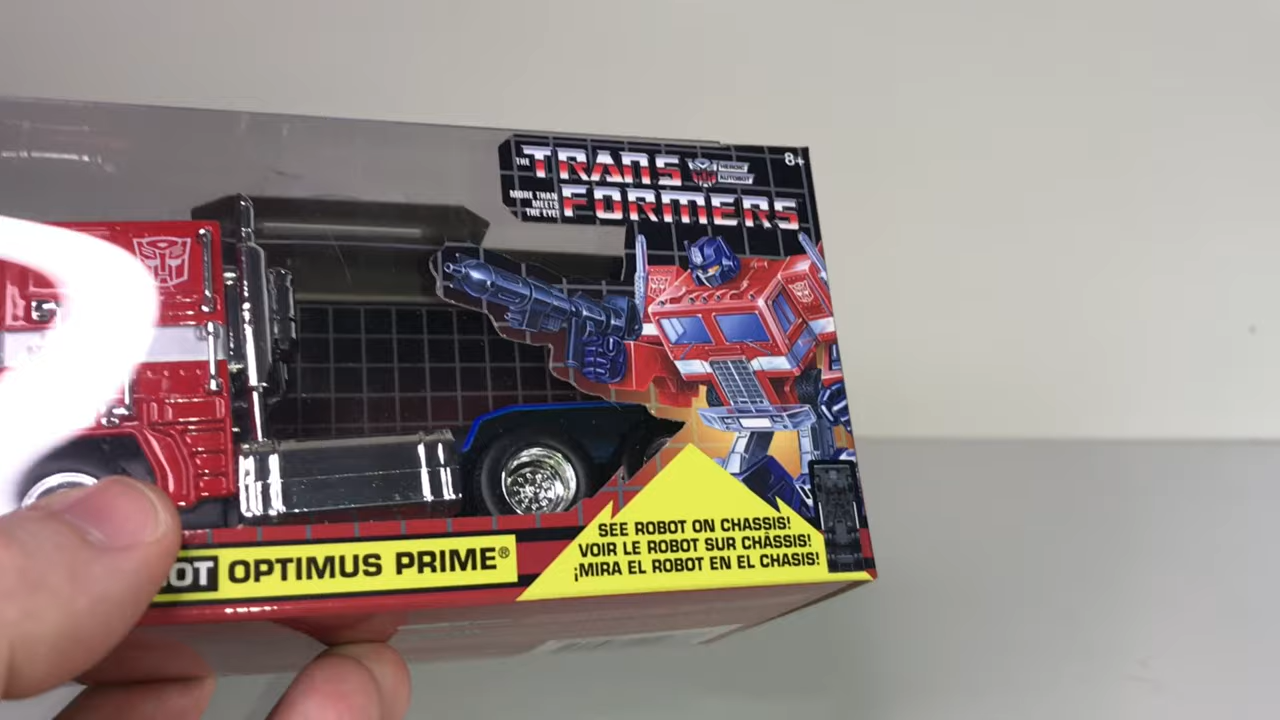 THE TRANS HEROIC AUTOBOT
8+
MORE THAN MEETS THE EYE! FORMERS
OPTIMUS PRIME®
SEE ROBOT ON CHASSIS!
VOIR LE ROBOT SUR CHÂSSIS!
¡MIRA EL ROBOT EN EL CHASIS!